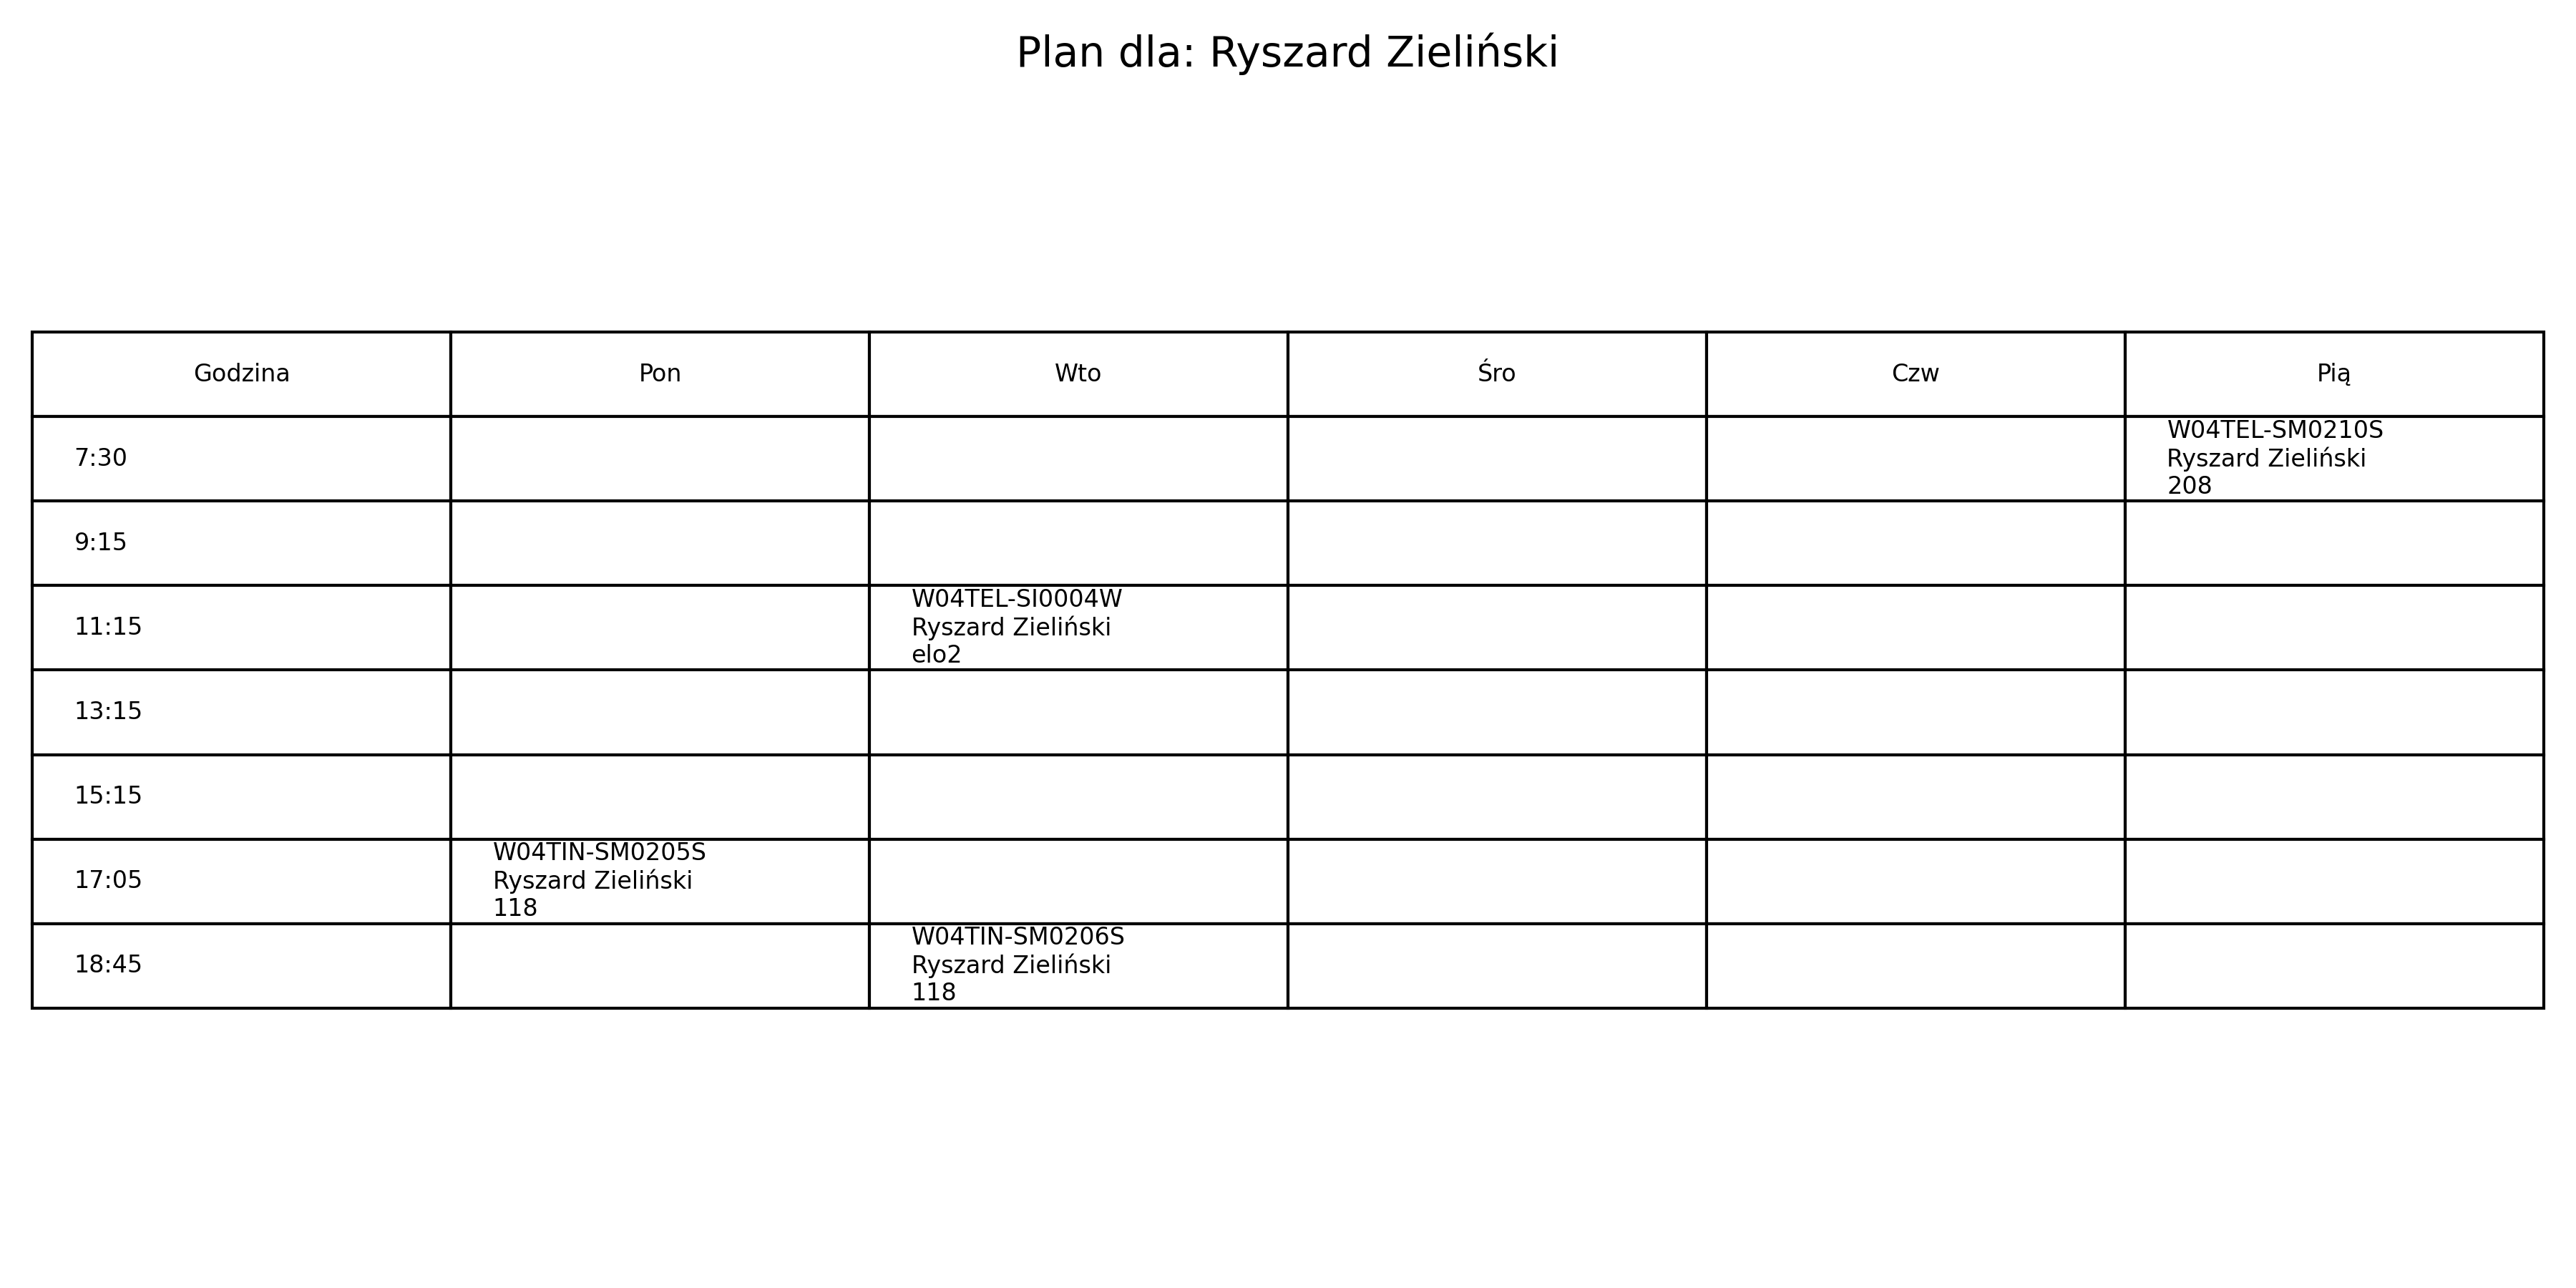 Plan dla: Ryszard Zieliński
Godzina Pon Wto Śro Czw Pią
7:30
W04TEL-SM0210S
Ryszard Zieliński
208
9:15
11:15
W04TEL-SI0004W
Ryszard Zieliński
elo2
13:15
15:15
17:05
W04TIN-SM0205S
Ryszard Zieliński
118
18:45
W04TIN-SM0206S
Ryszard Zieliński
118